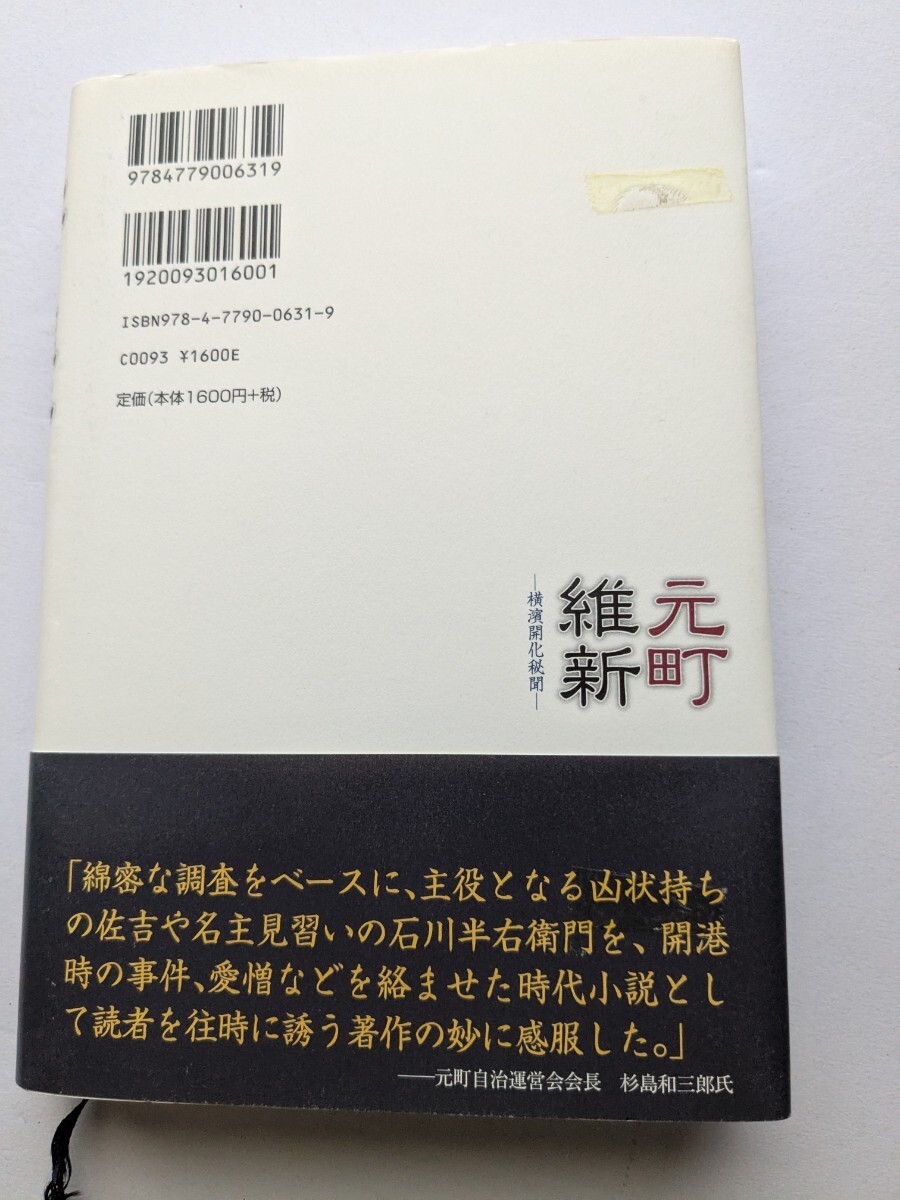 9784779006319
1920093016001
ISBN978-4-7790-0631-9
C0093 ¥1600E
定価(本体1600円+税)
元町
維新
―横濱開化秘聞―
「綿密な調査をベースに、主役となる凶状持ち
の佐吉や名主見習いの石川半右衛門を、開港
時の事件、愛憎などを絡ませた時代小説とし
て読者を往時に誘う著作の妙に感服した。」
――元町自治運営会会長 杉島和三郎氏